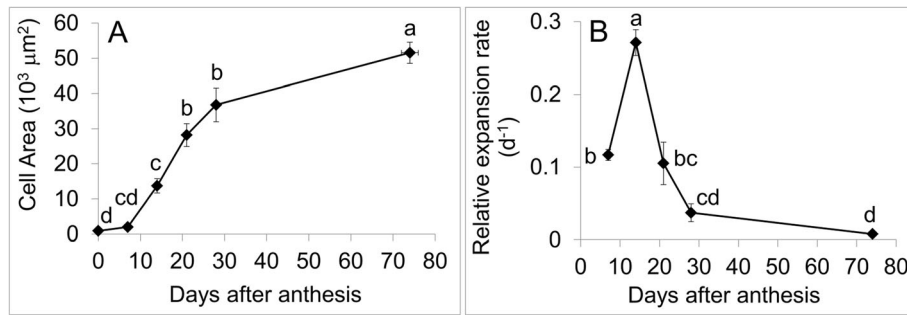 A
Cell Area (10³ μm²)
60
50
40
30
20
10
0
d
cd
c
b
b
a
0 10 20 30 40 50 60 70 80
Days after anthesis
B
Relative expansion rate
(d⁻¹)
0.3
0.2
0.1
0
b
a
bc
cd
d
0 10 20 30 40 50 60 70 80
Days after anthesis